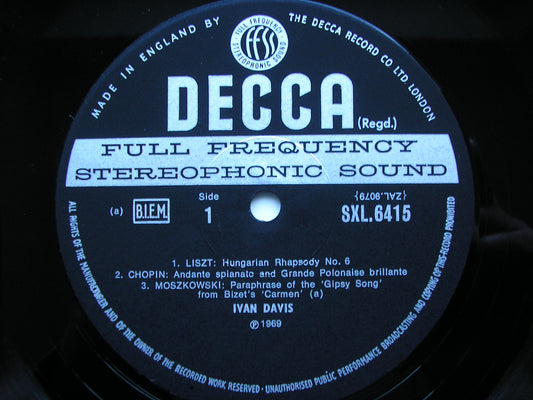 MADE IN ENGLAND BY
THE DECCA RECORD CO LTD LONDON
FULL FREQUENCY
FFSS
STEREOPHONIC SOUND
DECCA
(Regd.)
FULL FREQUENCY
STEREOPHONIC SOUND
(a) B.I.E.M. Side 1 {ZAL.9079} SXL.6415
1. LISZT: Hungarian Rhapsody No. 6
2. CHOPIN: Andante spianato and Grande Polonaise brillante
3. MOSZKOWSKI: Paraphrase of the 'Gipsy Song'
from Bizet's 'Carmen' (a)
IVAN DAVIS
℗ 1969
ALL RIGHTS OF THE MANUFACTURER AND OF THE OWNER OF THE RECORDED WORK RESERVED · UNAUTHORISED PUBLIC PERFORMANCE BROADCASTING AND COPYING OF THIS RECORD PROHIBITED